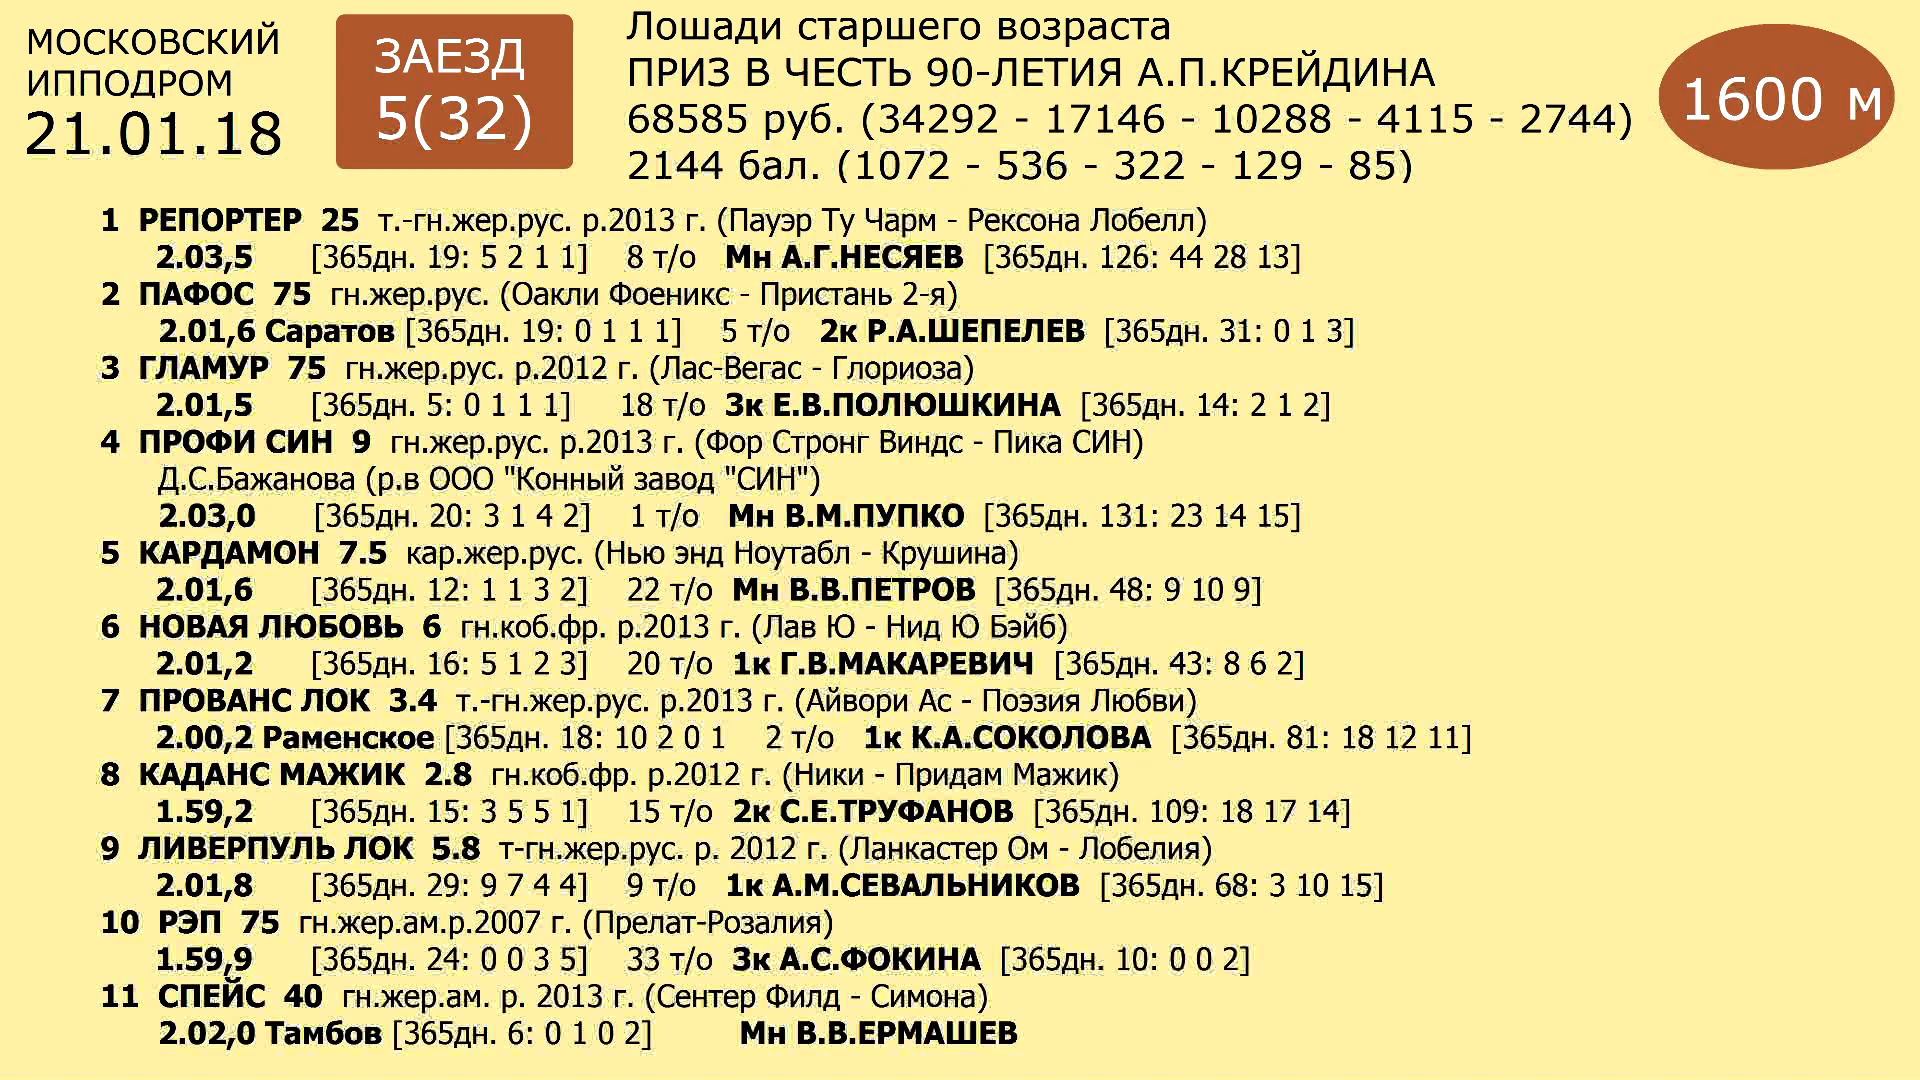 МОСКОВСКИЙ
ИППОДРОМ
21.01.18
ЗАЕЗД
5(32)
Лошади старшего возраста
ПРИЗ В ЧЕСТЬ 90-ЛЕТИЯ А.П.КРЕЙДИНА
68585 руб. (34292 - 17146 - 10288 - 4115 - 2744)
2144 бал. (1072 - 536 - 322 - 129 - 85)
1600 м
1 РЕПОРТЕР 25 т.-гн.жер.рус. р.2013 г. (Пауэр Ту Чарм - Рексона Лобелл)
2.03,5 [365дн. 19: 5 2 1 1] 8 т/о Мн А.Г.НЕСЯЕВ [365дн. 126: 44 28 13]
2 ПАФОС 75 гн.жер.рус. (Оакли Фоеникс - Пристань 2-я)
2.01,6 Саратов [365дн. 19: 0 1 1 1] 5 т/о 2к Р.А.ШЕПЕЛЕВ [365дн. 31: 0 1 3]
3 ГЛАМУР 75 гн.жер.рус. р.2012 г. (Лас-Вегас - Глориоза)
2.01,5 [365дн. 5: 0 1 1 1] 18 т/о 3к Е.В.ПОЛЮШКИНА [365дн. 14: 2 1 2]
4 ПРОФИ СИН 9 гн.жер.рус. р.2013 г. (Фор Стронг Виндс - Пика СИН)
Д.С.Бажанова (р.в ООО "Конный завод "СИН")
2.03,0 [365дн. 20: 3 1 4 2] 1 т/о Мн В.М.ПУПКО [365дн. 131: 23 14 15]
5 КАРДАМОН 7.5 кар.жер.рус. (Нью энд Ноутабл - Крушина)
2.01,6 [365дн. 12: 1 1 3 2] 22 т/о Мн В.В.ПЕТРОВ [365дн. 48: 9 10 9]
6 НОВАЯ ЛЮБОВЬ 6 гн.коб.фр. р.2013 г. (Лав Ю - Нид Ю Бэйб)
2.01,2 [365дн. 16: 5 1 2 3] 20 т/о 1к Г.В.МАКАРЕВИЧ [365дн. 43: 8 6 2]
7 ПРОВАНС ЛОК 3.4 т.-гн.жер.рус. р.2013 г. (Айвори Ас - Поэзия Любви)
2.00,2 Раменское [365дн. 18: 10 2 0 1 2 т/о 1к К.А.СОКОЛОВА [365дн. 81: 18 12 11]
8 КАДАНС МАЖИК 2.8 гн.коб.фр. р.2012 г. (Ники - Придам Мажик)
1.59,2 [365дн. 15: 3 5 5 1] 15 т/о 2к С.Е.ТРУФАНОВ [365дн. 109: 18 17 14]
9 ЛИВЕРПУЛЬ ЛОК 5.8 т-гн.жер.рус. р. 2012 г. (Ланкастер Ом - Лобелия)
2.01,8 [365дн. 29: 9 7 4 4] 9 т/о 1к А.М.СЕВАЛЬНИКОВ [365дн. 68: 3 10 15]
10 РЭП 75 гн.жер.ам.р.2007 г. (Прелат-Розалия)
1.59,9 [365дн. 24: 0 0 3 5] 33 т/о 3к А.С.ФОКИНА [365дн. 10: 0 0 2]
11 СПЕЙС 40 гн.жер.ам. р. 2013 г. (Сентер Филд - Симона)
2.02,0 Тамбов [365дн. 6: 0 1 0 2] Мн В.В.ЕРМАШЕВ